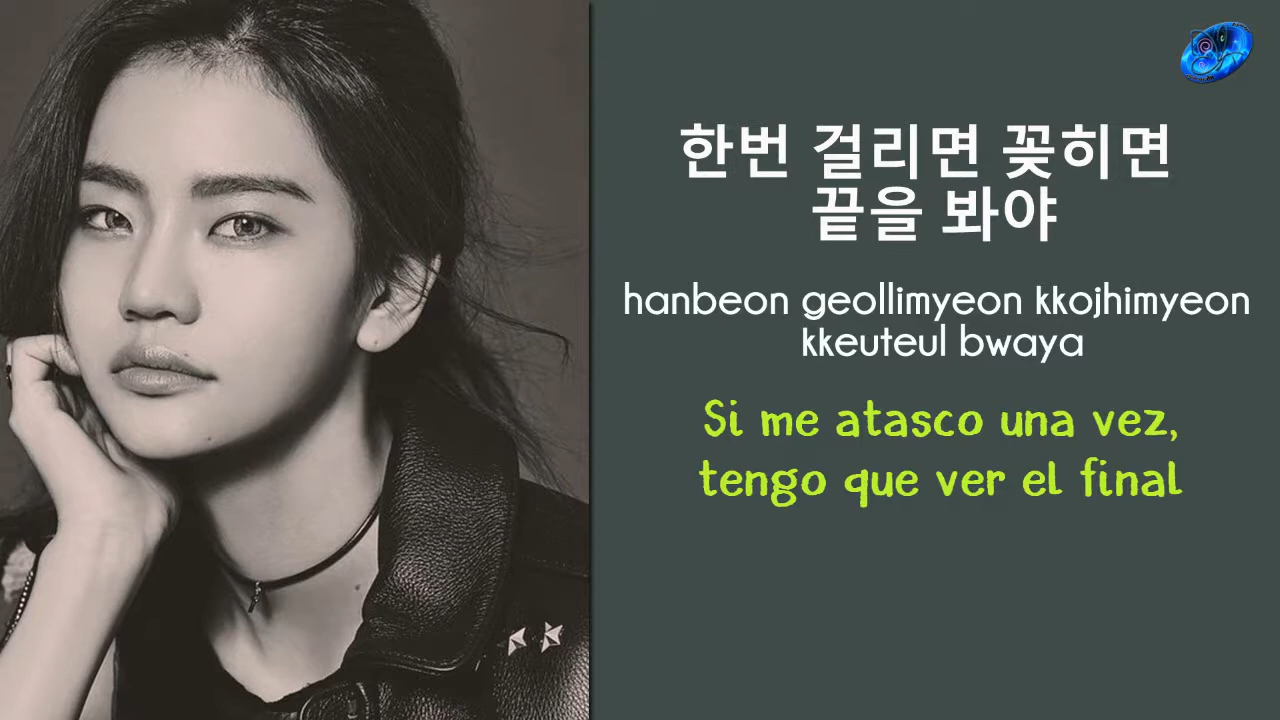 한번 걸리면 꽂히면
끝을 봐야
hanbeon geollimyeon kkojhimyeon
kkeuteul bwaya
Si me atasco una vez,
tengo que ver el final